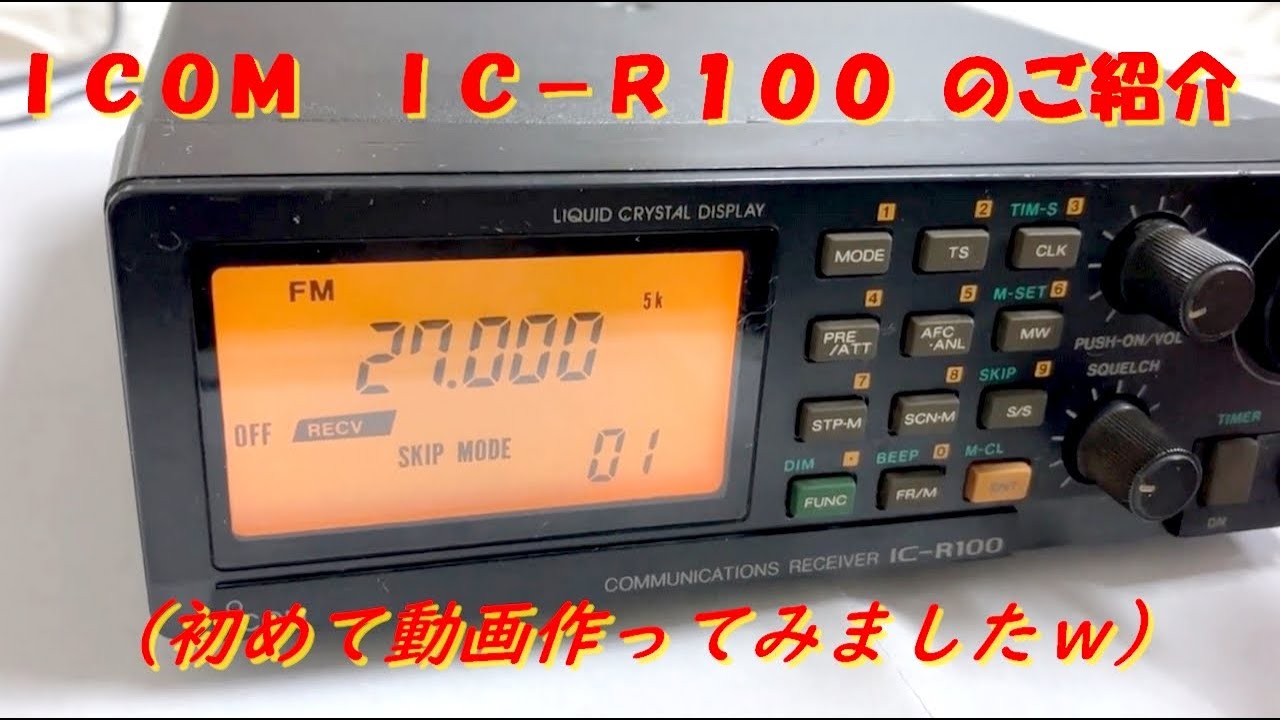 ICOM IC-R100 のご紹介
LIQUID CRYSTAL DISPLAY
FM
5k
27.000
OFF RECV
SKIP MODE 01
1 2 TIM-S 3
MODE TS CLK
4 5 M-SET 6
PRE/ATT AFC·ANL MW
7 8 SKIP 9
STP-M SCN-M S/S
DIM · BEEP 0 M-CL
FUNC FR/M ENT
PUSH-ON/VOL
SQUELCH
TIMER
ON
COMMUNICATIONS RECEIVER IC-R100
(初めて動画作ってみましたw)